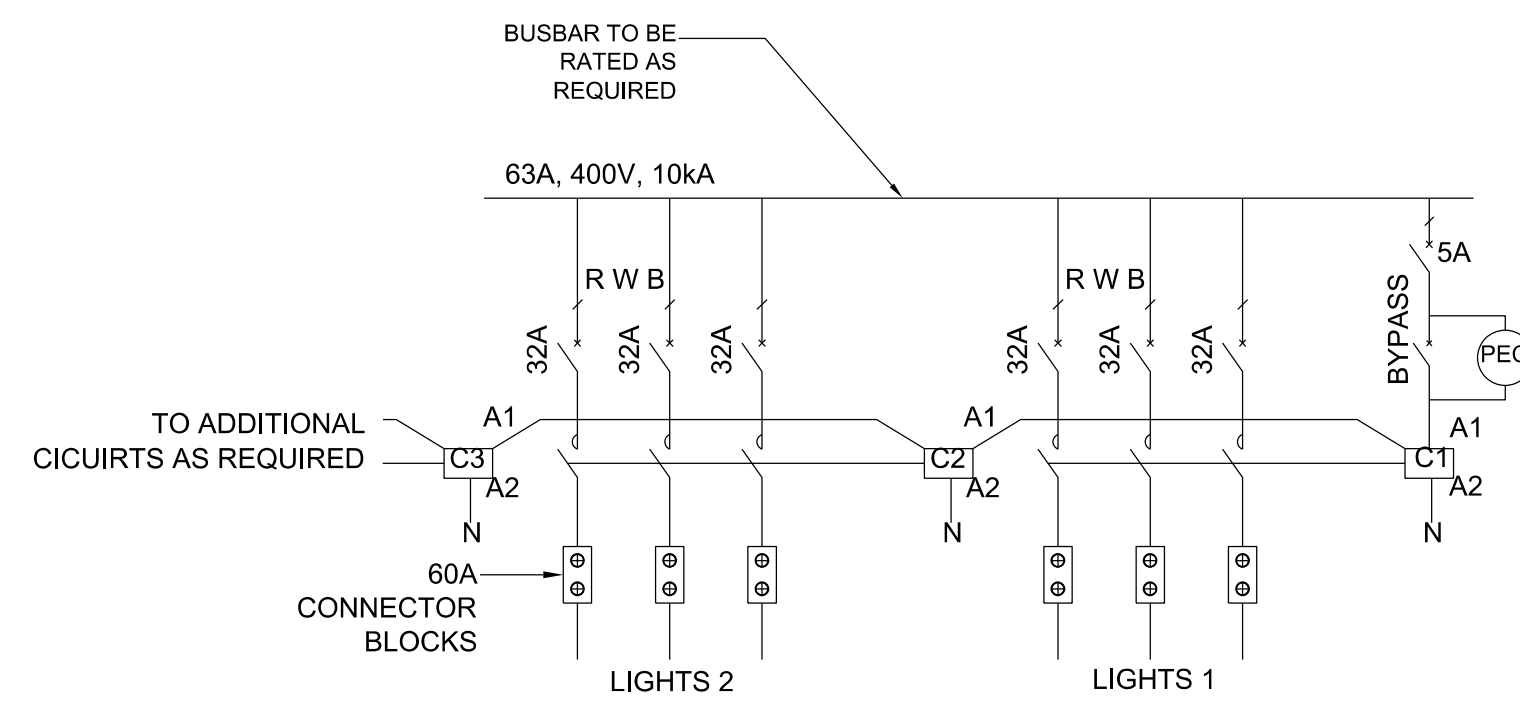 BUSBAR TO BE
RATED AS
REQUIRED
63A, 400V, 10kA
5A
R W B
R W B
BYPASS
32A
32A
32A
32A
32A
32A
PEC
TO ADDITIONAL
CICUIRTS AS REQUIRED
A1
A1
A1
C3
C2
C1
A2
A2
A2
N
N
N
60A
CONNECTOR
BLOCKS
LIGHTS 2
LIGHTS 1